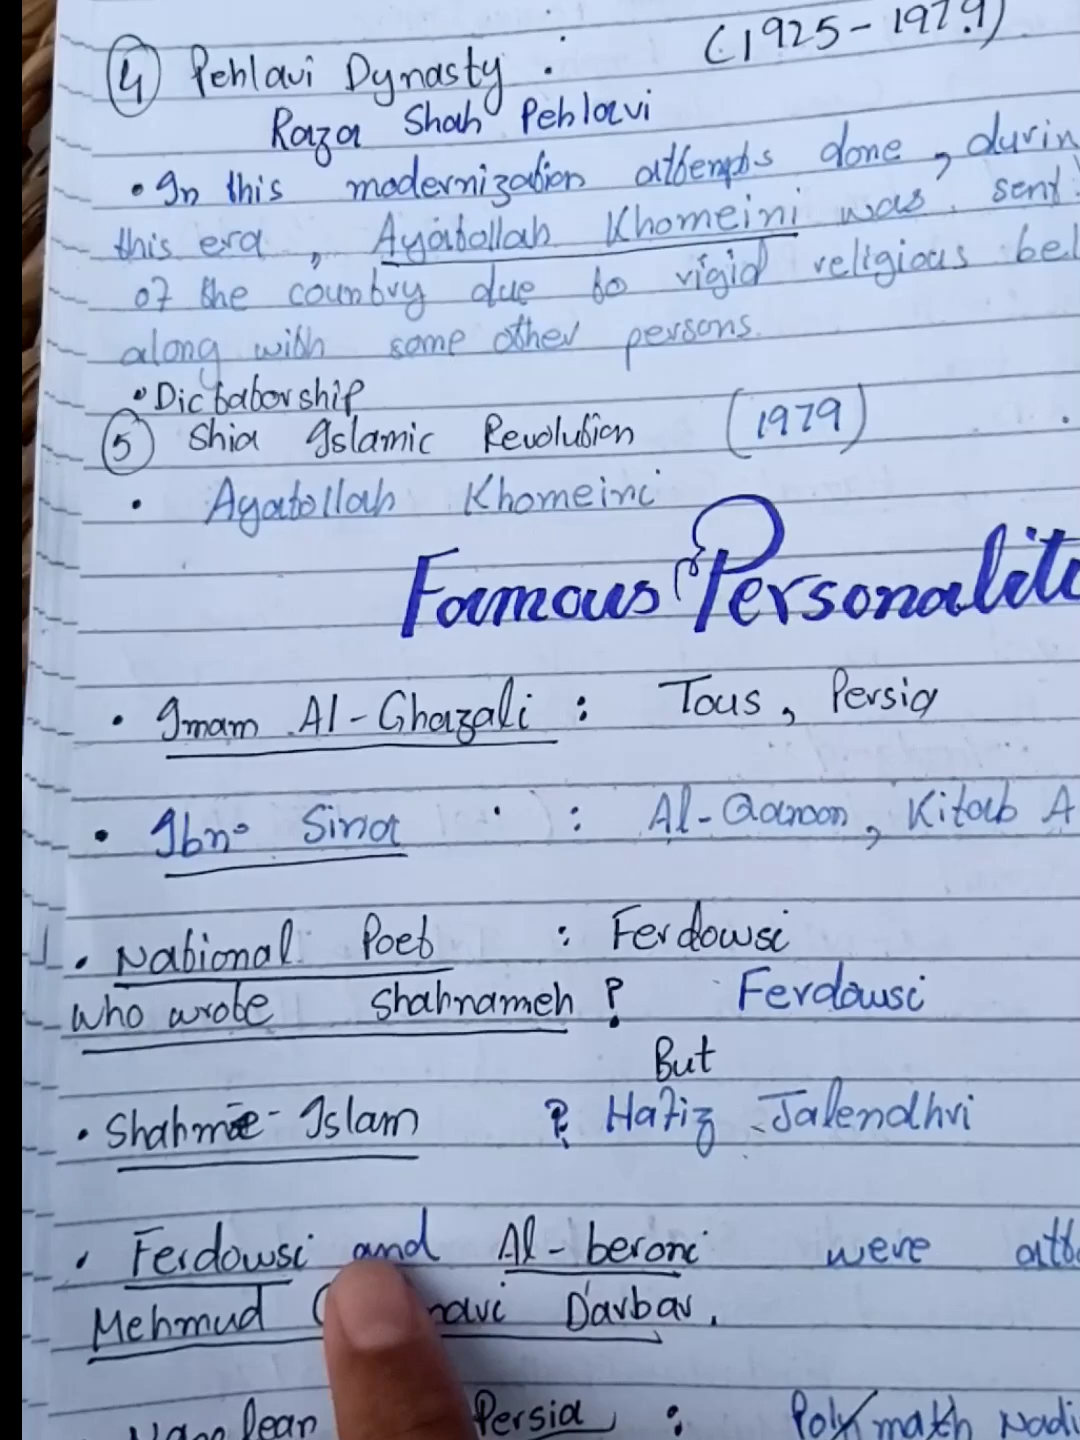 4 Pehlavi Dynasty : (1925-1979)
Raza Shah Pehlavi
• In this modernization attempts done, durin
this era, Ayatollah Khomeini was sent
of the country due to rigid religious bel
along with some other persons.
• Dictatorship
5 Shia Islamic Revolution (1979)
• Ayatollah Khomeini
Famous Personaliti
• Imam Al-Ghazali : Tous, Persia
• Ibn Sina : Al-Qanoon, Kitab A
• National Poet : Ferdowsi
who wrote Shahnameh ? Ferdowsi
But
• Shahnae-Islam ? Hafiz Jalendhri
• Ferdowsi and Al-beroni were att
Mehmud Darbar.
Persia : Polymath Nadi